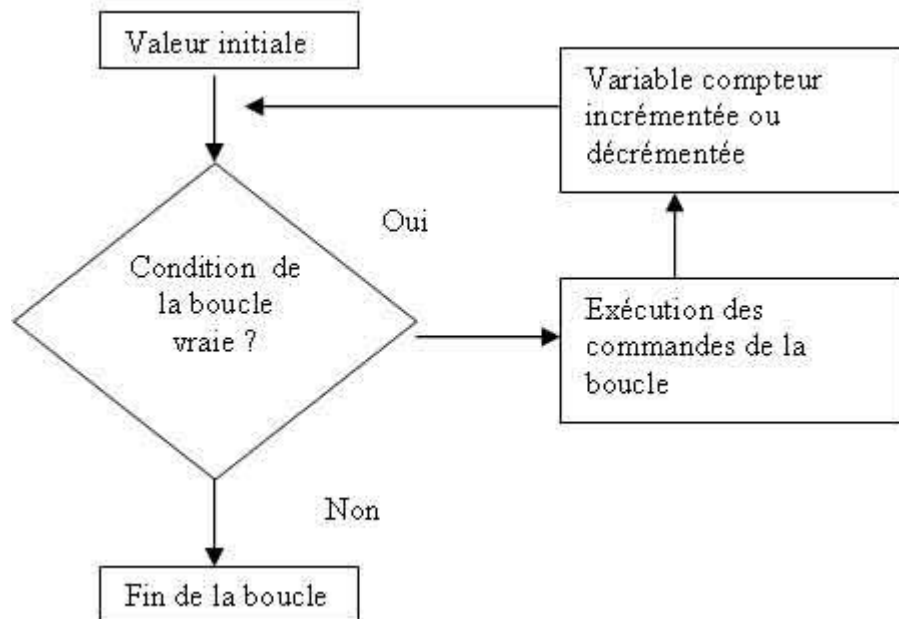 Valeur initiale
Variable compteur
incrémentée ou
décrémentée
Oui
Condition de
la boucle
vraie ?
Exécution des
commandes de la
boucle
Non
Fin de la boucle